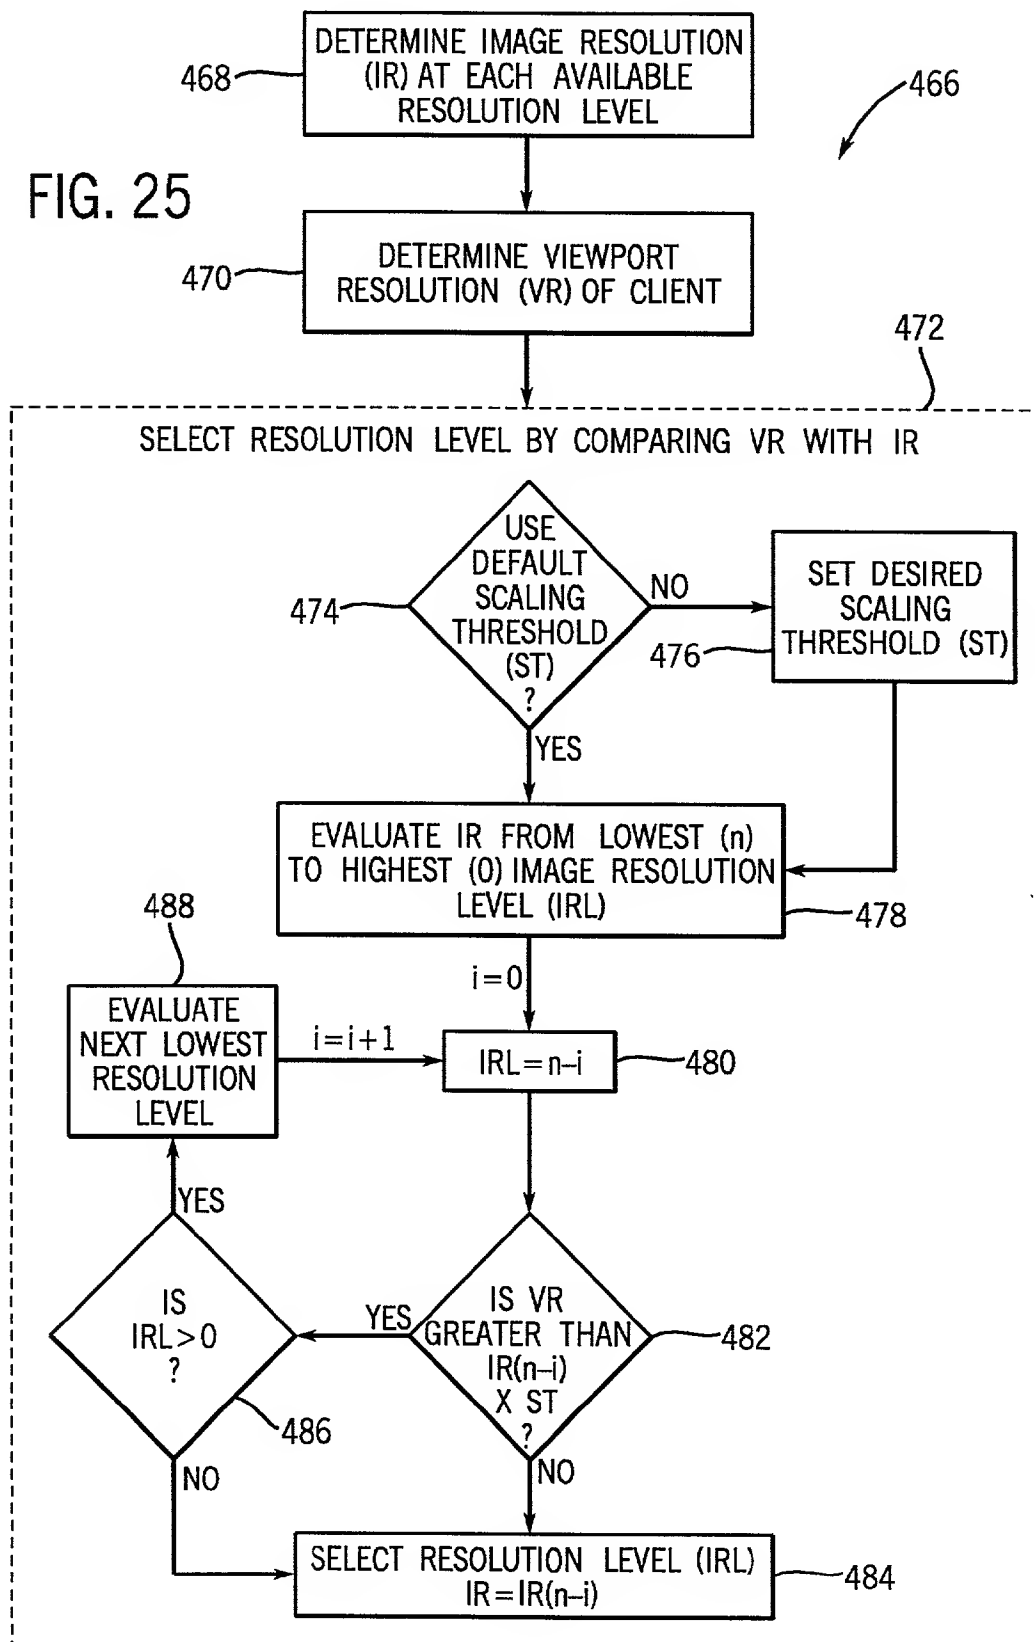 DETERMINE IMAGE RESOLUTION
(IR) AT EACH AVAILABLE
RESOLUTION LEVEL
468
466
FIG. 25
DETERMINE VIEWPORT
RESOLUTION (VR) OF CLIENT
470
472
SELECT RESOLUTION LEVEL BY COMPARING VR WITH IR
USE
DEFAULT
SCALING
THRESHOLD
(ST)
?
474
NO
SET DESIRED
SCALING
THRESHOLD (ST)
476
YES
EVALUATE IR FROM LOWEST (n)
TO HIGHEST (0) IMAGE RESOLUTION
LEVEL (IRL)
478
488
i=0
EVALUATE
NEXT LOWEST
RESOLUTION
LEVEL
i=i+1
IRL=n-i
480
YES
IS
IRL>0
?
486
YES
IS VR
GREATER THAN
IR(n-i)
X ST
?
482
NO
NO
SELECT RESOLUTION LEVEL (IRL)
IR=IR(n-i)
484